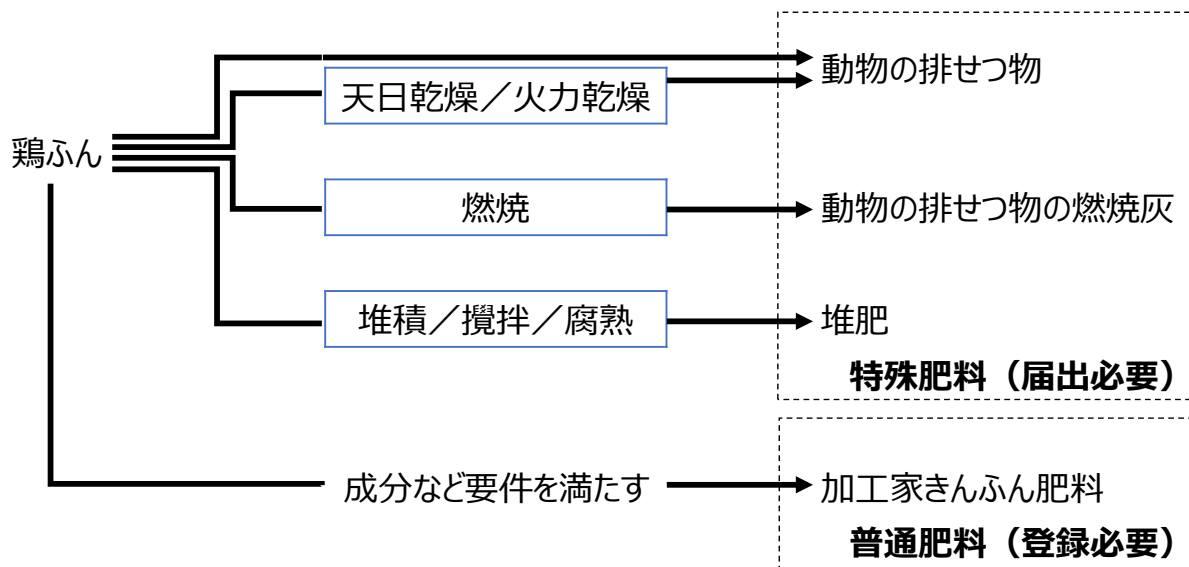 動物の排せつ物
天日乾燥／火力乾燥
鶏ふん
燃焼
動物の排せつ物の燃焼灰
堆積／攪拌／腐熟
堆肥
特殊肥料（届出必要）
成分など要件を満たす
加工家きんふん肥料
普通肥料（登録必要）